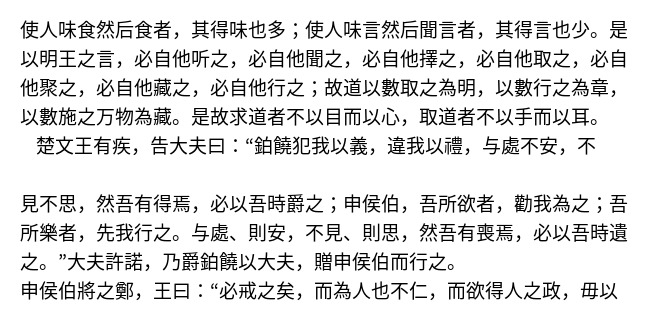 使人味食然后食者，其得味也多；使人味言然后聞言者，其得言也少。是
以明王之言，必自他听之，必自他聞之，必自他擇之，必自他取之，必自
他聚之，必自他藏之，必自他行之；故道以數取之為明，以數行之為章，
以數施之万物為藏。是故求道者不以目而以心，取道者不以手而以耳。
楚文王有疾，告大夫曰：“鉑饒犯我以義，違我以禮，与處不安，不
見不思，然吾有得焉，必以吾時爵之；申侯伯，吾所欲者，勸我為之；吾
所樂者，先我行之。与處、則安，不見、則思，然吾有喪焉，必以吾時遺
之。”大夫許諾，乃爵鉑饒以大夫，贈申侯伯而行之。
申侯伯將之鄭，王曰：“必戒之矣，而為人也不仁，而欲得人之政，毋以